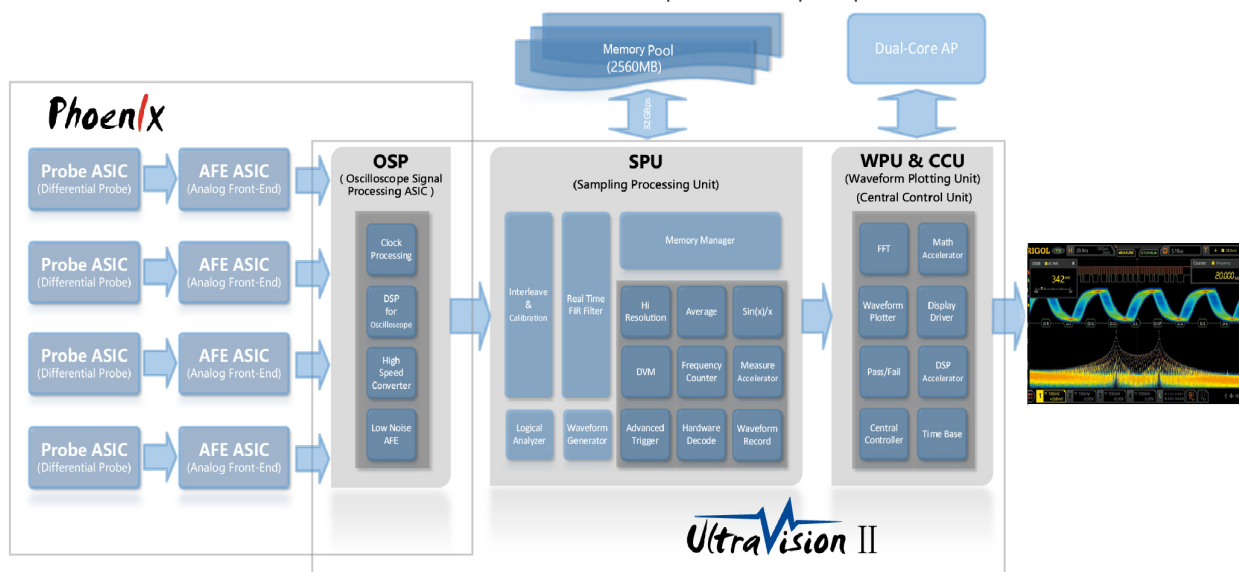 Memory Pool
(2560MB)
Dual-Core AP
32GBps
Phoenix
Probe ASIC
(Differential Probe)
AFE ASIC
(Analog Front-End)
Probe ASIC
(Differential Probe)
AFE ASIC
(Analog Front-End)
Probe ASIC
(Differential Probe)
AFE ASIC
(Analog Front-End)
Probe ASIC
(Differential Probe)
AFE ASIC
(Analog Front-End)
OSP
( Oscilloscope Signal
Processing ASIC )
Clock
Processing
DSP
for
Oscilloscope
High
Speed
Converter
Low Noise
AFE
SPU
(Sampling Processing Unit)
Interleave
&
Calibration
Real Time
FIR Filter
Memory Manager
Hi
Resolution
Average
Sin(x)/x
DVM
Frequency
Counter
Measure
Accelerator
Logical
Analyzer
Waveform
Generator
Advanced
Trigger
Hardware
Decode
Waveform
Record
WPU & CCU
(Waveform Plotting Unit)
(Central Control Unit)
FFT
Math
Accelerator
Waveform
Plotter
Display
Driver
Pass/Fail
DSP
Accelerator
Central
Controller
Time Base
RIGOL
MEASURE
Counter
342
20.000
UltraVision II